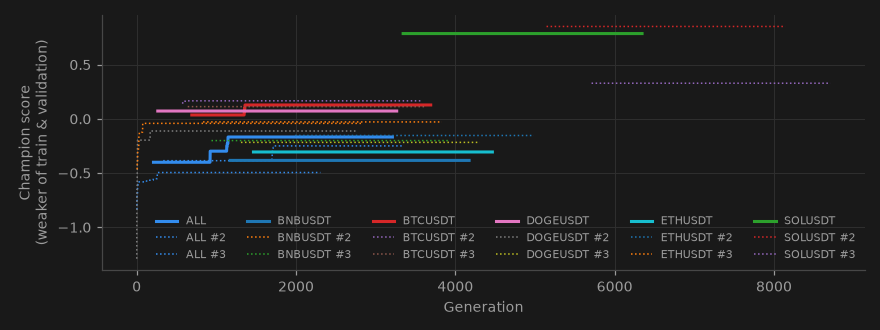 Champion score
(weaker of train & validation)
0.5
0.0
−0.5
−1.0
ALL BNBUSDT BTCUSDT DOGEUSDT ETHUSDT SOLUSDT
ALL #2 BNBUSDT #2 BTCUSDT #2 DOGEUSDT #2 ETHUSDT #2 SOLUSDT #2
ALL #3 BNBUSDT #3 BTCUSDT #3 DOGEUSDT #3 ETHUSDT #3 SOLUSDT #3
0 2000 4000 6000 8000
Generation